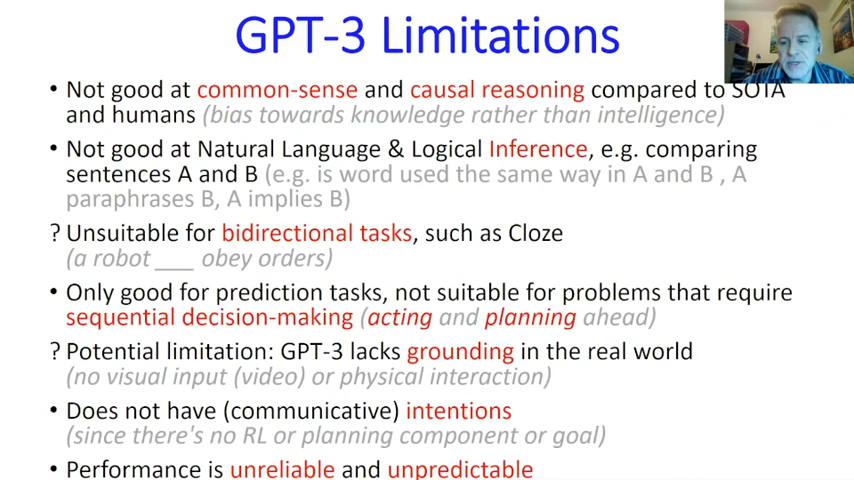 GPT-3 Limitations
• Not good at common-sense and causal reasoning compared to SOTA
and humans (bias towards knowledge rather than intelligence)
• Not good at Natural Language & Logical Inference, e.g. comparing
sentences A and B (e.g. is word used the same way in A and B , A
paraphrases B, A implies B)
? Unsuitable for bidirectional tasks, such as Cloze
(a robot ___ obey orders)
• Only good for prediction tasks, not suitable for problems that require
sequential decision-making (acting and planning ahead)
? Potential limitation: GPT-3 lacks grounding in the real world
(no visual input (video) or physical interaction)
• Does not have (communicative) intentions
(since there's no RL or planning component or goal)
• Performance is unreliable and unpredictable